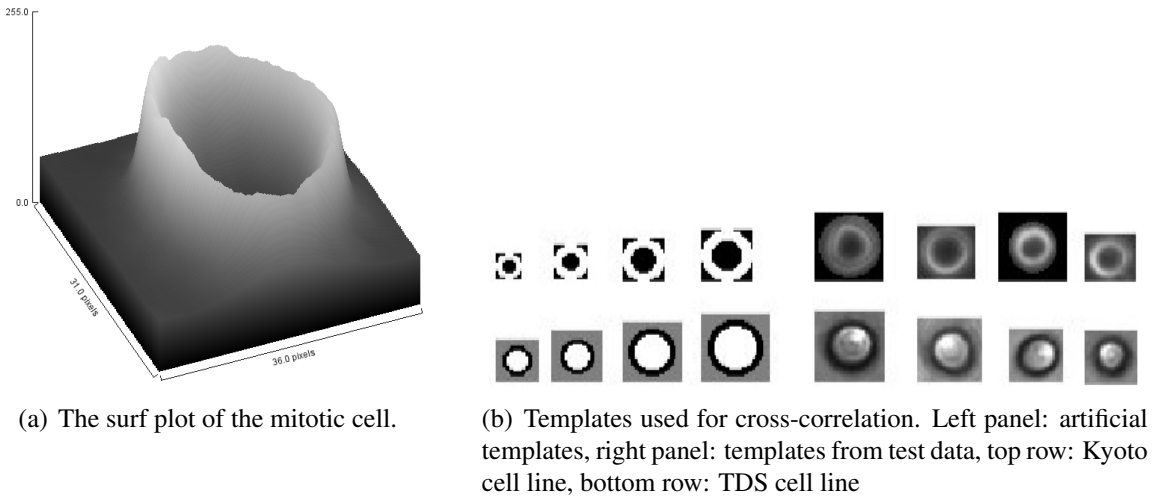 255.0
0.0
31.0 pixels
36.0 pixels
(a) The surf plot of the mitotic cell.
(b) Templates used for cross-correlation. Left panel: artificial
templates, right panel: templates from test data, top row: Kyoto
cell line, bottom row: TDS cell line